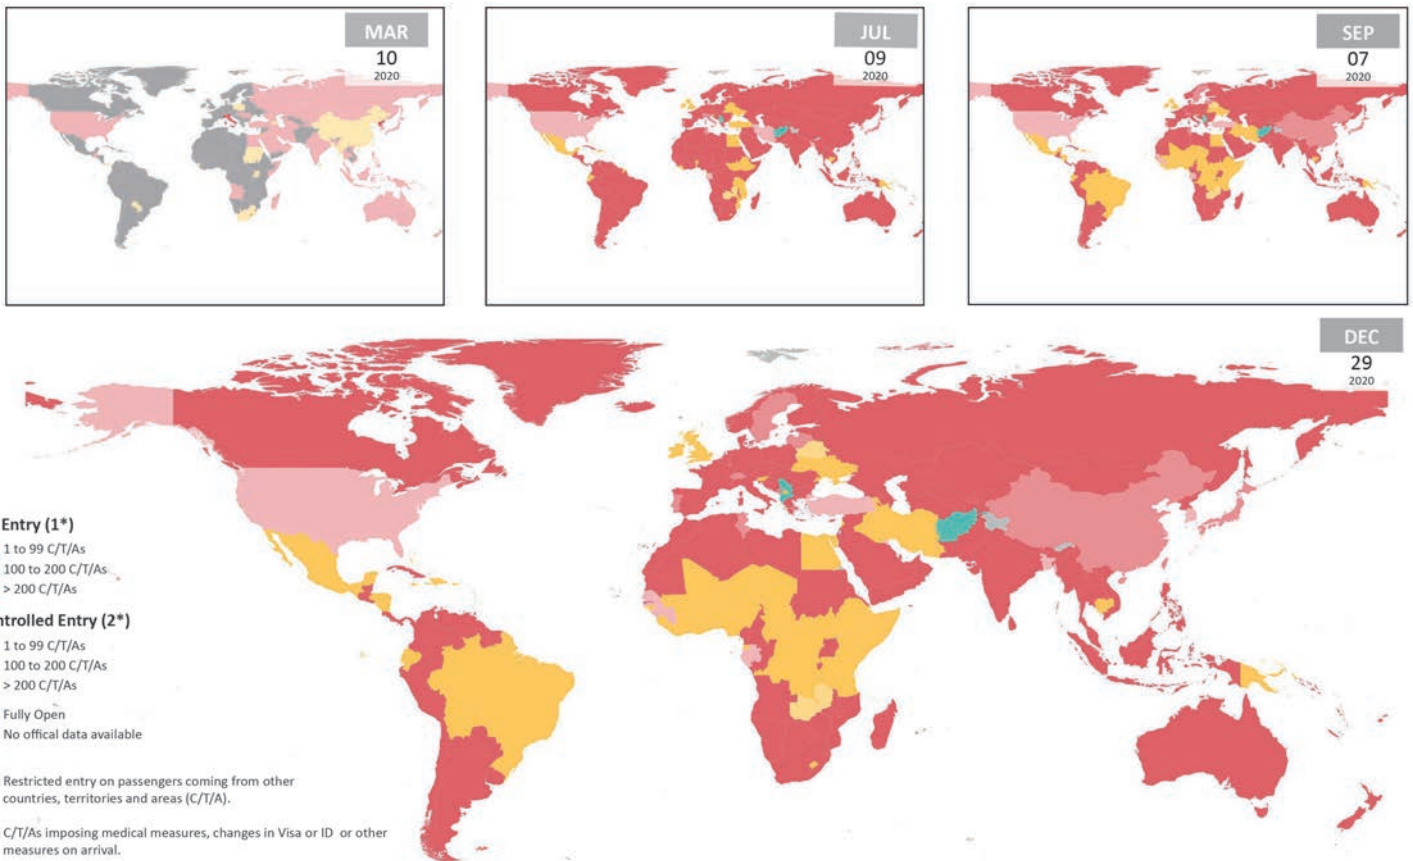 MAR
10
2020
JUL
09
2020
SEP
07
2020
DEC
29
2020
Entry (1*)
1 to 99 C/T/As
100 to 200 C/T/As
> 200 C/T/As
ntrolled Entry (2*)
1 to 99 C/T/As
100 to 200 C/T/As
> 200 C/T/As
Fully Open
No offical data available
Restricted entry on passengers coming from other
countries, territories and areas (C/T/A).
C/T/As imposing medical measures, changes in Visa or ID or other
measures on arrival.